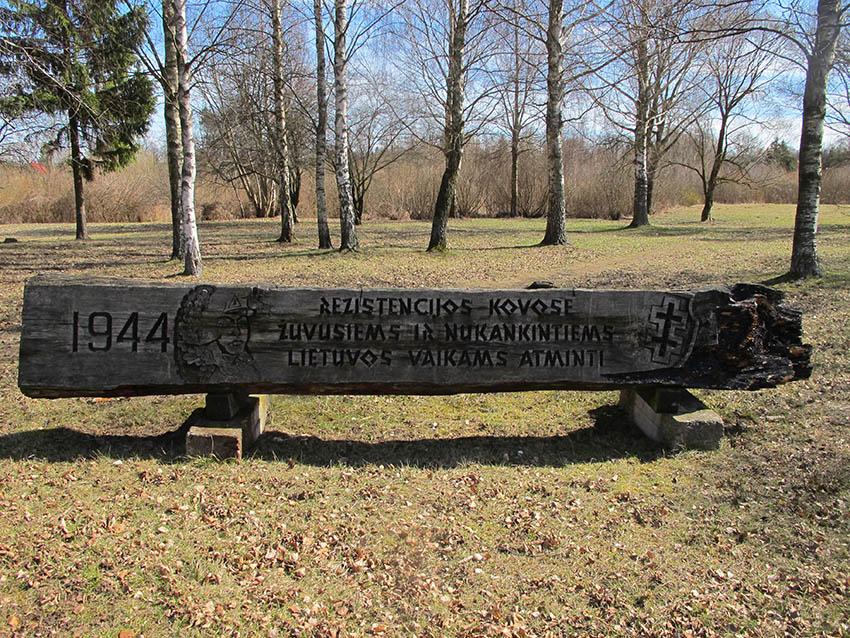 1944
REZISTENCIJOS KOVOSE
ŽUVUSIEMS IR NUKANKINTIEMS
LIETUVOS VAIKAMS ATMINTI